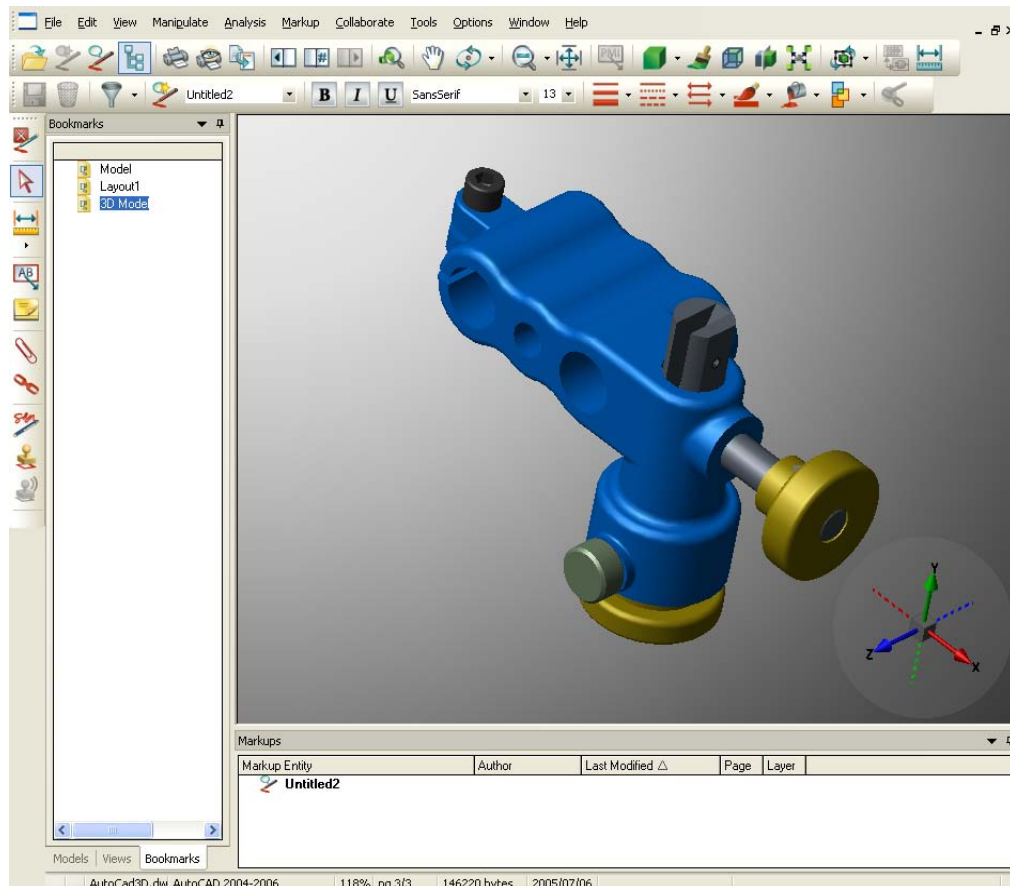 File Edit View Manipulate Analysis Markup Collaborate Tools Options Window Help
PMI
Untitled2 B I U SansSerif 13
Bookmarks
Model
Layout1
3D Model
AB
Y
Z
X
Markups
Markup Entity Author Last Modified Page Layer
Untitled2
Models Views Bookmarks
AutoCad3D.dw AutoCAD 2004-2006 118% pg 3/3 146220 bytes 2005/07/06